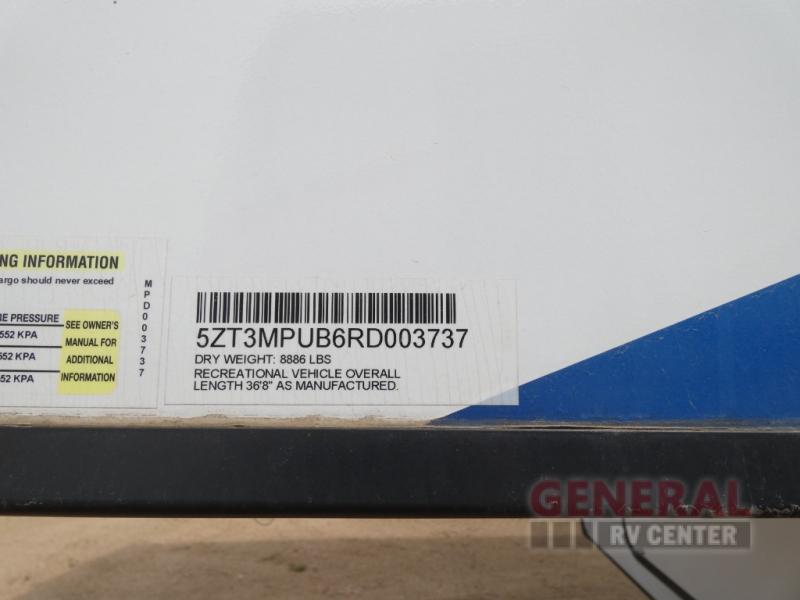 NG INFORMATION
argo should never exceed
RE PRESSURE
552 KPA
552 KPA
52 KPA
SEE OWNER'S
MANUAL FOR
ADDITIONAL
INFORMATION
MPD003737
5ZT3MPUB6RD003737
DRY WEIGHT: 8886 LBS
RECREATIONAL VEHICLE OVERALL
LENGTH 36'8" AS MANUFACTURED.
GENERAL
RV CENTER